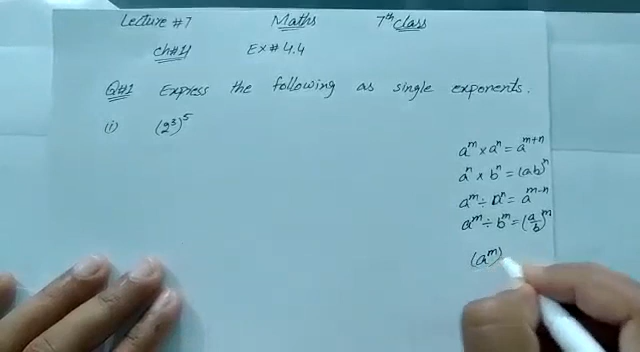 Lecture #7 Maths 7th class
Ch#4 Ex # 4.4
Q#1 Express the following as single exponents.
(i) (2³)⁵
aᵐ × aⁿ = aᵐ⁺ⁿ
aⁿ × bⁿ = (ab)ⁿ
aᵐ ÷ aⁿ = aᵐ⁻ⁿ
aᵐ ÷ bᵐ = (a/b)ᵐ
(aᵐ)